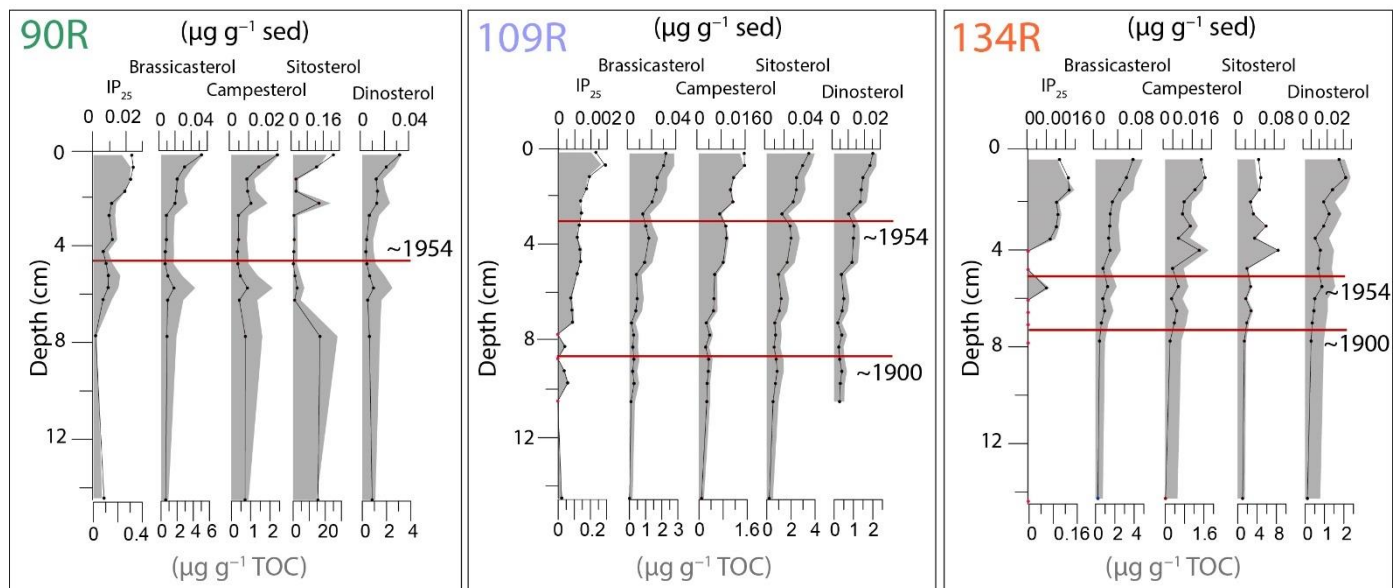 90R
(µg g⁻¹ sed)
Brassicasterol Sitosterol
IP₂₅ Campesterol Dinosterol
0 0.02 0 0.04 0 0.02 0 0.16 0 0.04
0
4
8
12
Depth (cm)
~1954
0 0.4 0 2 4 6 0 1 2 0 20 0 2 4
(µg g⁻¹ TOC)
109R
(µg g⁻¹ sed)
Brassicasterol Sitosterol
IP₂₅ Campesterol Dinosterol
0 0.002 0 0.04 0 0.016 0 0.04 0 0.02
0
4
8
12
Depth (cm)
~1954
~1900
0 0.2 0 1 2 3 1.6 0 2 4 0 2
(µg g⁻¹ TOC)
134R
(µg g⁻¹ sed)
Brassicasterol Sitosterol
IP₂₅ Campesterol Dinosterol
0 0.0016 0 0.08 0 0.016 0 0.08 0 0.02
0
4
8
12
Depth (cm)
~1954
~1900
0 0.16 0 2 4 0 1.6 0 4 8 0 1 2
(µg g⁻¹ TOC)